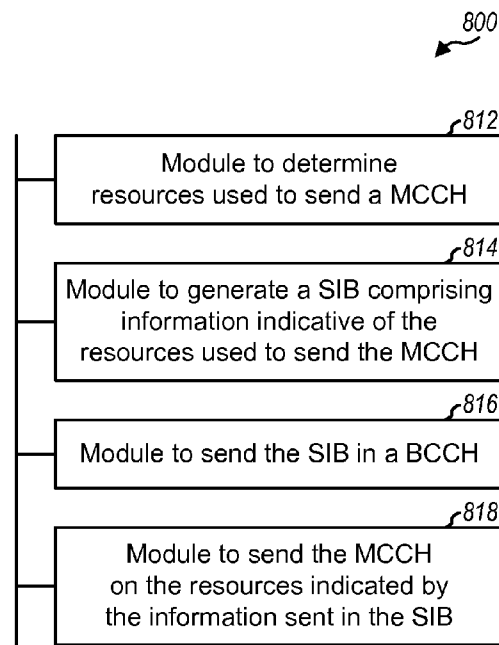 800
812
Module to determine
resources used to send a MCCH
814
Module to generate a SIB comprising
information indicative of the
resources used to send the MCCH
816
Module to send the SIB in a BCCH
818
Module to send the MCCH
on the resources indicated by
the information sent in the SIB